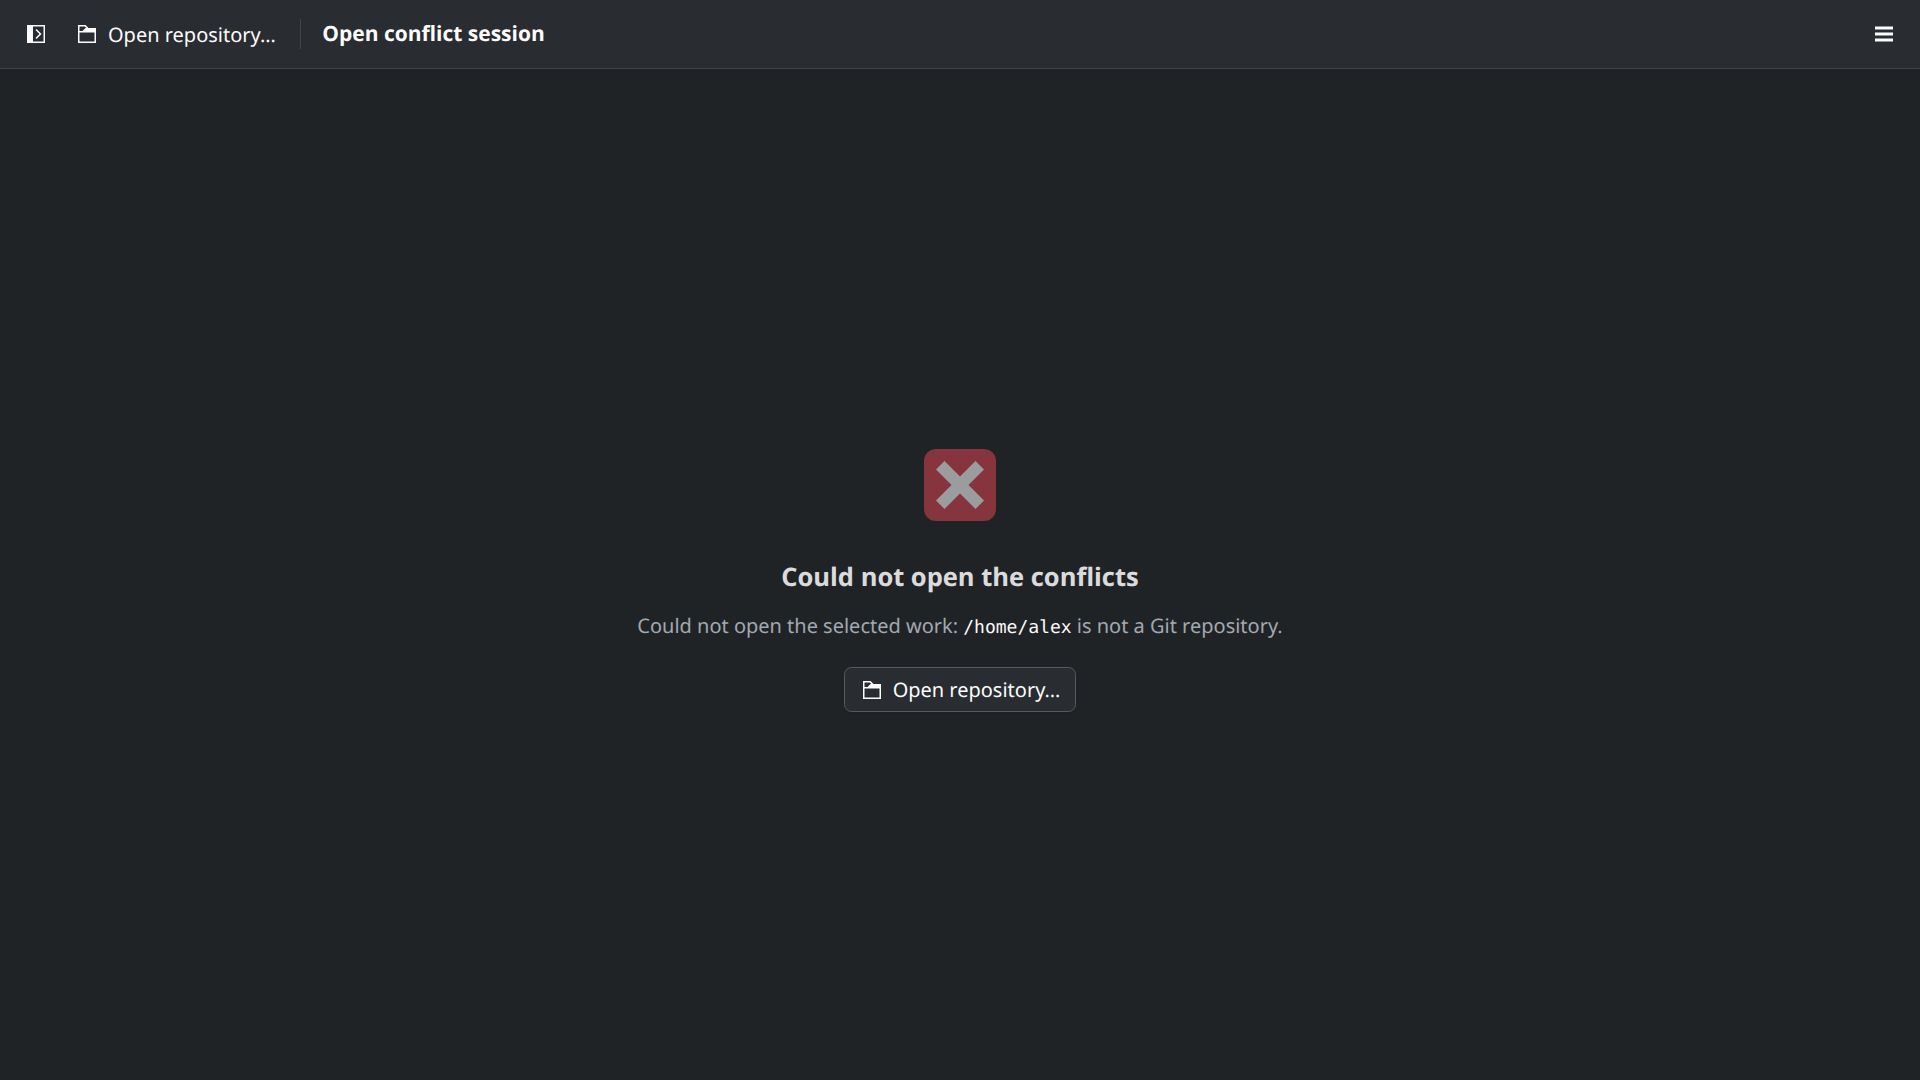 Open repository...
Open conflict session
Could not open the conflicts
Could not open the selected work: /home/alex is not a Git repository.
Open repository...